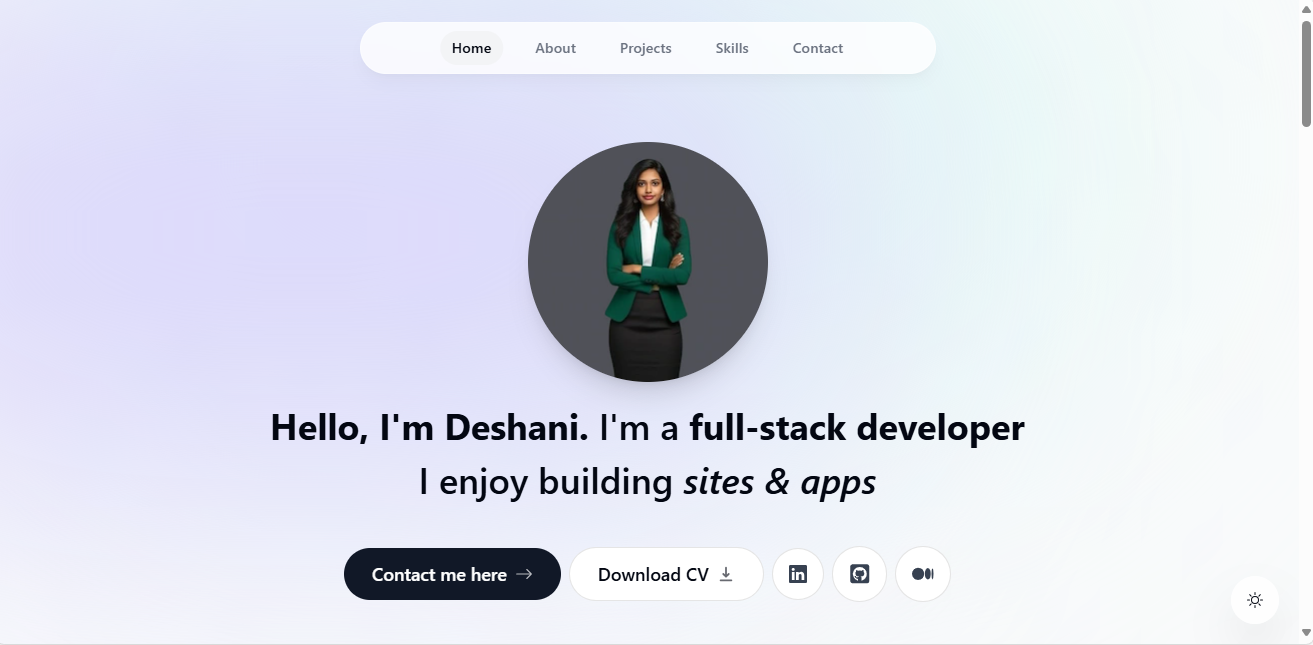 Home About Projects Skills Contact
Hello, I'm Deshani. I'm a full-stack developer
I enjoy building sites & apps
Contact me here Download CV